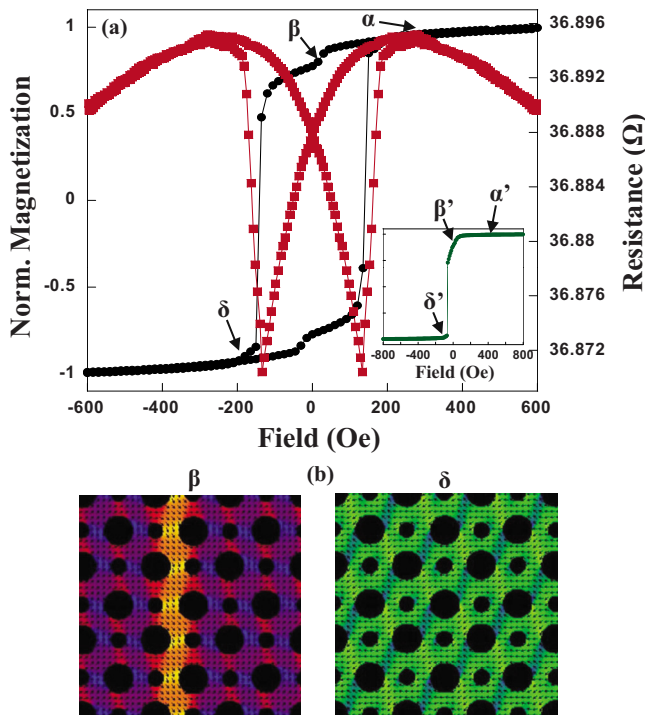 (a)
β
α
1
0.5
0
-0.5
-1
Norm. Magnetization
36.896
36.892
36.888
36.884
36.88
36.876
36.872
Resistance (Ω)
δ
β’
α’
δ’
-800 -400 0 400 800
Field (Oe)
-600 -400 -200 0 200 400 600
Field (Oe)
β (b) δ